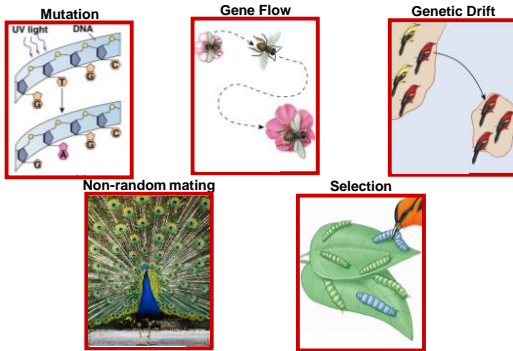 Mutation
Gene Flow
Genetic Drift
UV light
DNA
G
T
G
C
G
A
G
C
Non-random mating
Selection